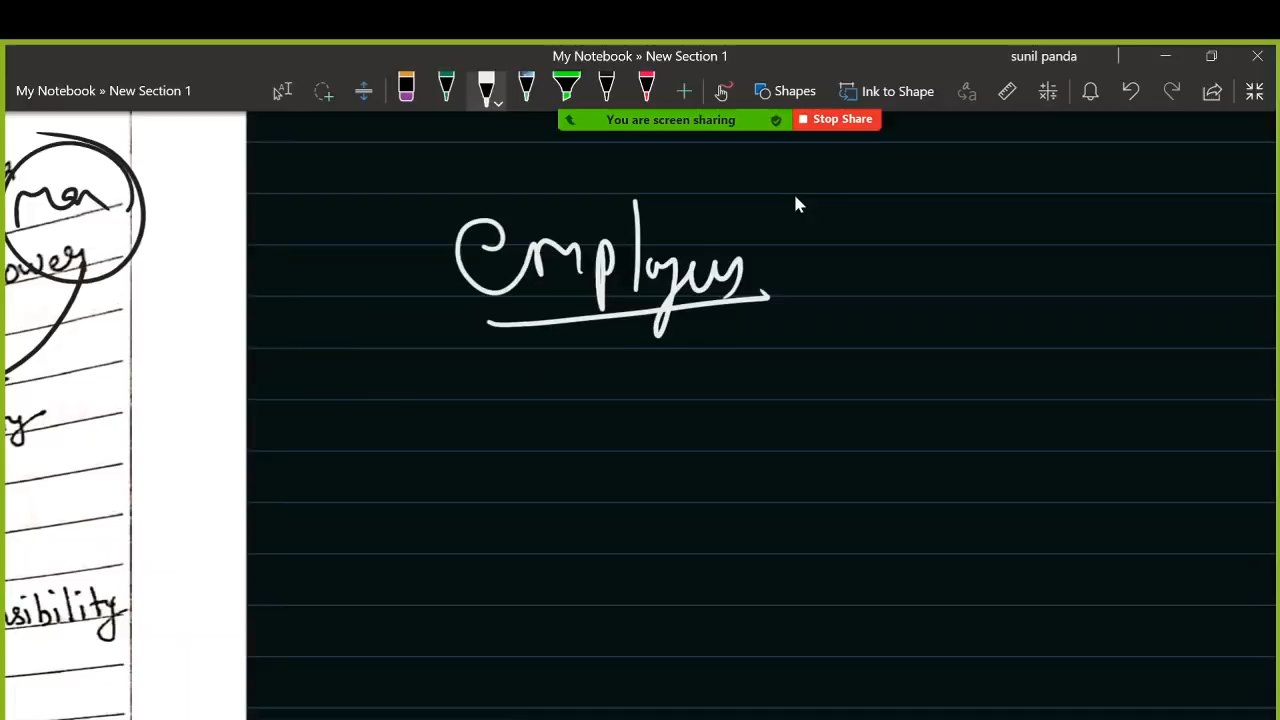 My Notebook » New Section 1
sunil panda
My Notebook » New Section 1
Shapes
Ink to Shape
You are screen sharing
Stop Share
Man
ower
Employees
y
sibility